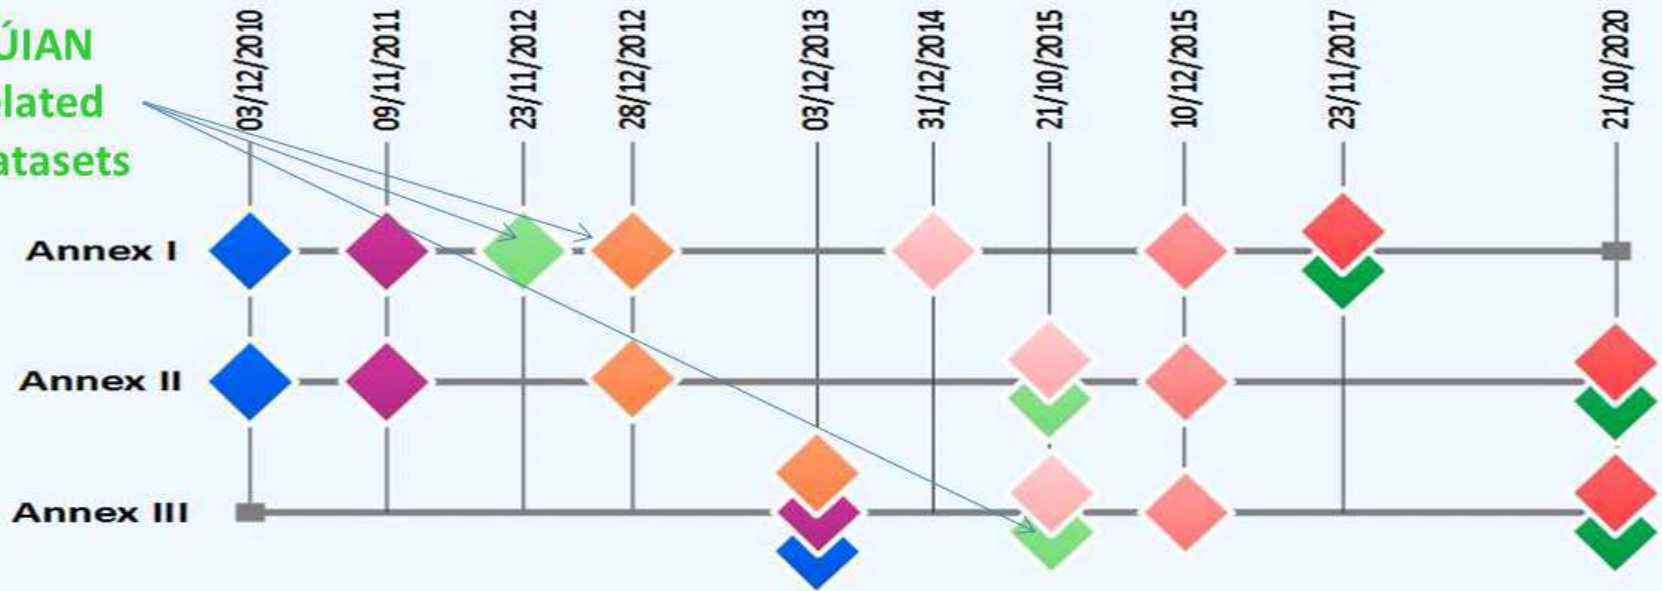 ÚIAN
elated
atasets
03/12/2010
09/11/2011
23/11/2012
28/12/2012
03/12/2013
31/12/2014
21/10/2015
10/12/2015
23/11/2017
21/10/2020
Annex I
Annex II
Annex III